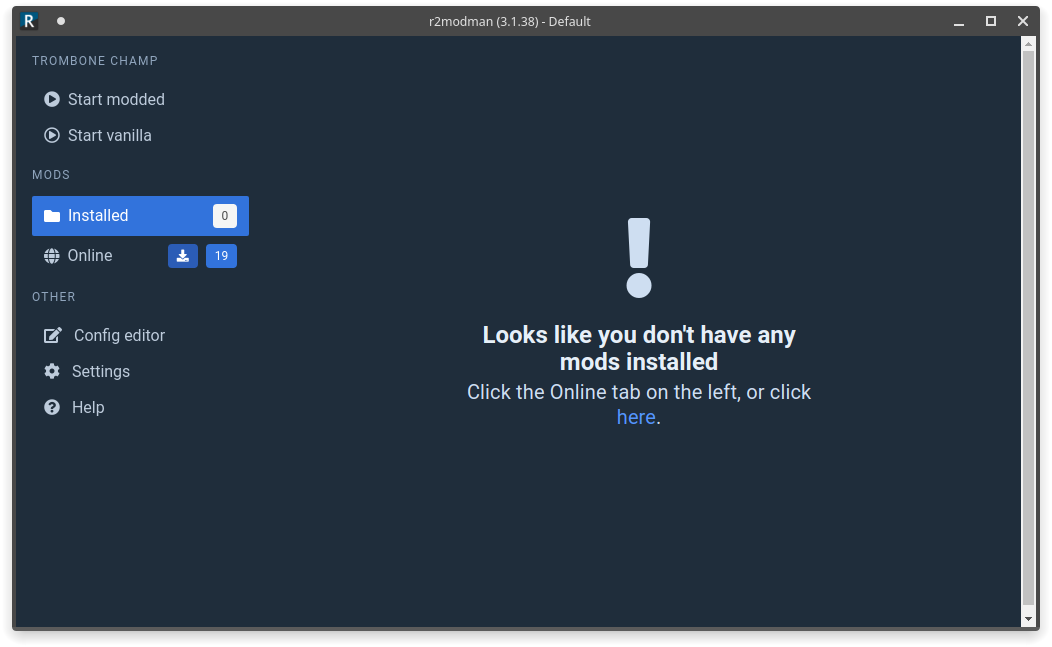 R
r2modman (3.1.38) - Default
TROMBONE CHAMP
Start modded
Start vanilla
MODS
Installed 0
Online 19
OTHER
Config editor
Settings
Help
Looks like you don't have any
mods installed
Click the Online tab on the left, or click
here.